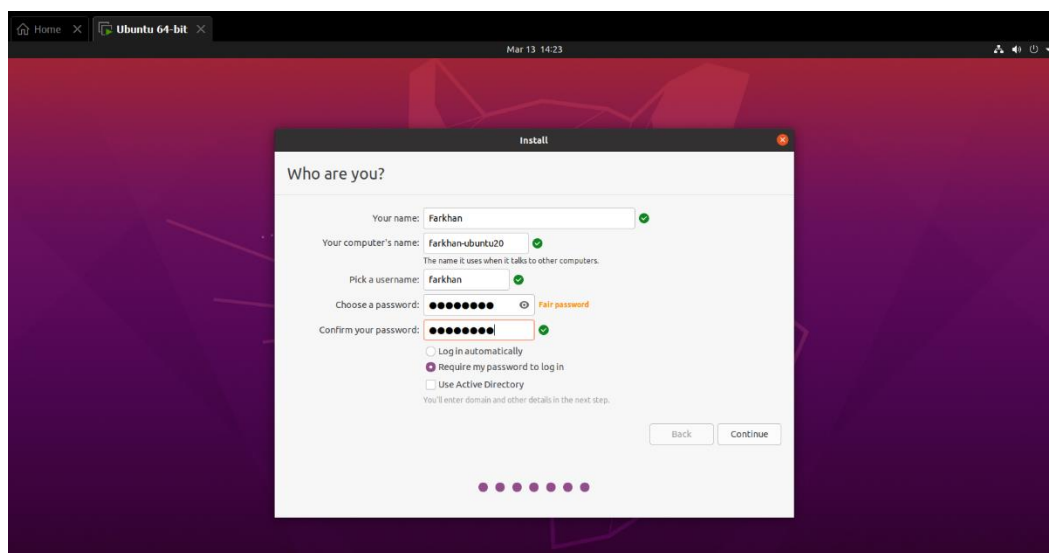 Home
Ubuntu 64-bit
Mar 13 14:23
Install
Who are you?
Your name: Farkhan
Your computer's name: farkhan-ubuntu20
The name it uses when it talks to other computers.
Pick a username: farkhan
Choose a password: ●●●●●●●● Fair password
Confirm your password: ●●●●●●●●
Log in automatically
Require my password to log in
Use Active Directory
You'll enter domain and other details in the next step.
Back Continue